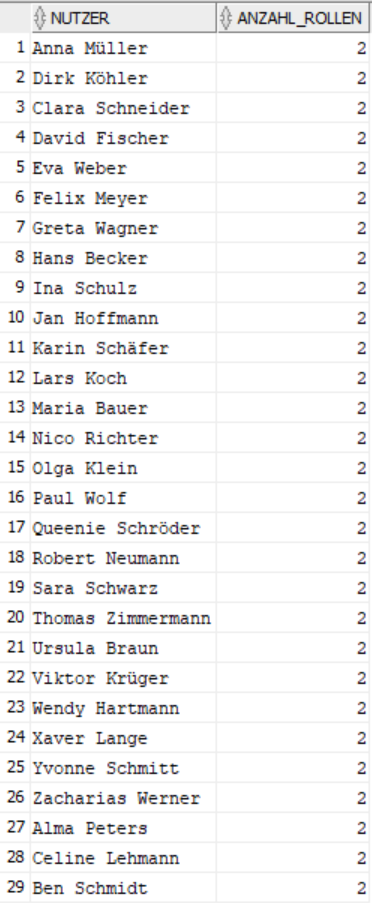 NUTZER ANZAHL_ROLLEN
1 Anna Müller 2
2 Dirk Köhler 2
3 Clara Schneider 2
4 David Fischer 2
5 Eva Weber 2
6 Felix Meyer 2
7 Greta Wagner 2
8 Hans Becker 2
9 Ina Schulz 2
10 Jan Hoffmann 2
11 Karin Schäfer 2
12 Lars Koch 2
13 Maria Bauer 2
14 Nico Richter 2
15 Olga Klein 2
16 Paul Wolf 2
17 Queenie Schröder 2
18 Robert Neumann 2
19 Sara Schwarz 2
20 Thomas Zimmermann 2
21 Ursula Braun 2
22 Viktor Krüger 2
23 Wendy Hartmann 2
24 Xaver Lange 2
25 Yvonne Schmitt 2
26 Zacharias Werner 2
27 Alma Peters 2
28 Celine Lehmann 2
29 Ben Schmidt 2